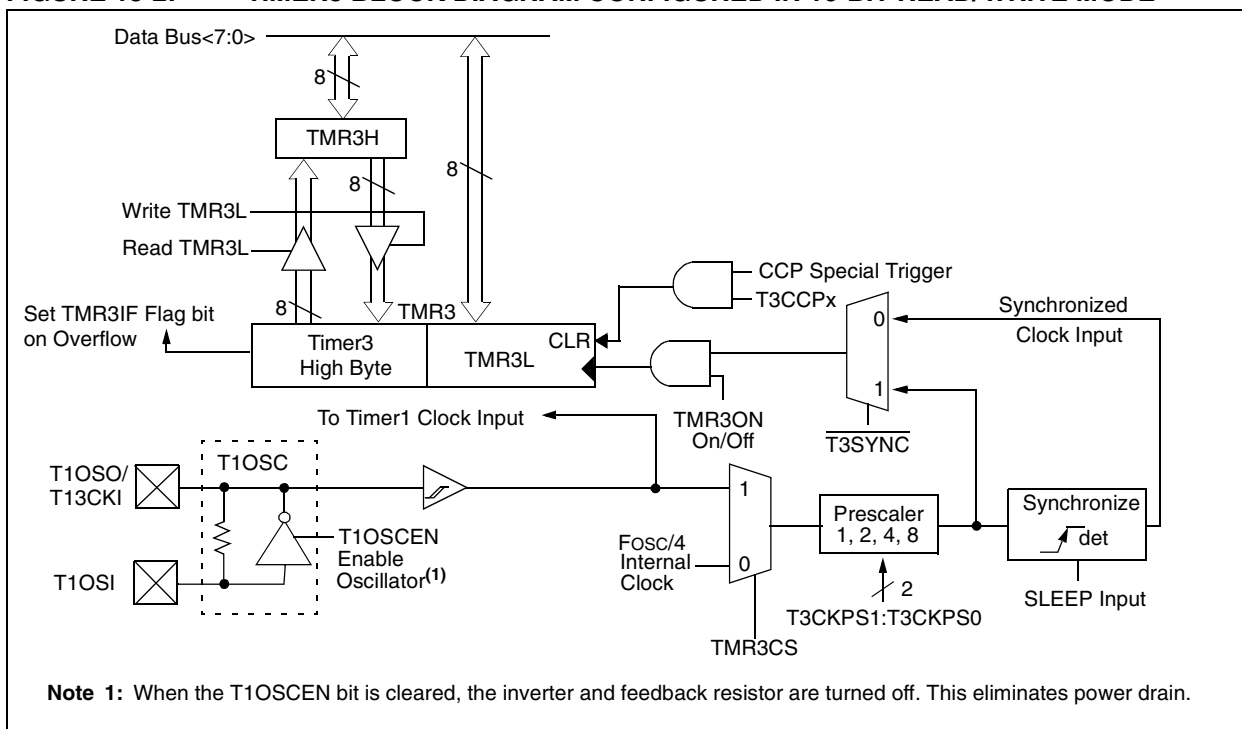 Data Bus<7:0>
8
TMR3H
8
8
Write TMR3L
Read TMR3L
8
TMR3
CCP Special Trigger
T3CCPx
Set TMR3IF Flag bit
on Overflow
Timer3
High Byte
TMR3L
CLR
0
1
Synchronized
Clock Input
TMR3ON
On/Off
T3SYNC
To Timer1 Clock Input
T1OSO/
T13CKI
T1OSC
T1OSI
T1OSCEN
Enable
Oscillator(1)
FOSC/4
Internal
Clock
1
0
TMR3CS
Prescaler
1, 2, 4, 8
2
T3CKPS1:T3CKPS0
Synchronize
det
SLEEP Input
Note 1: When the T1OSCEN bit is cleared, the inverter and feedback resistor are turned off. This eliminates power drain.